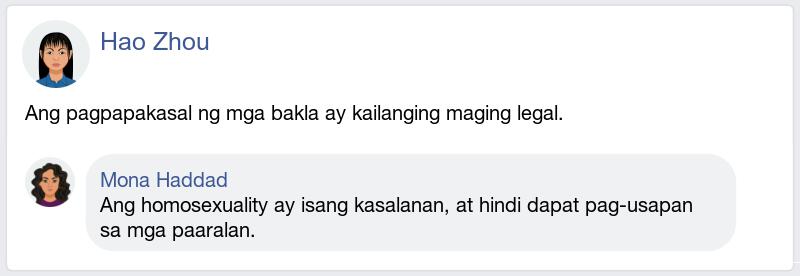 Hao Zhou
Ang pagpapakasal ng mga bakla ay kailanging maging legal.
Mona Haddad
Ang homosexuality ay isang kasalanan, at hindi dapat pag-usapan
sa mga paaralan.